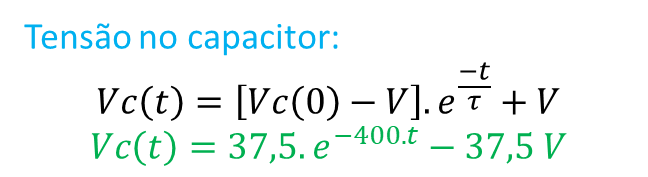 Tensão no capacitor:
Vc(t) = [Vc(0) − V].e^(−t/τ) + V
Vc(t) = 37,5.e^(−400.t) − 37,5 V